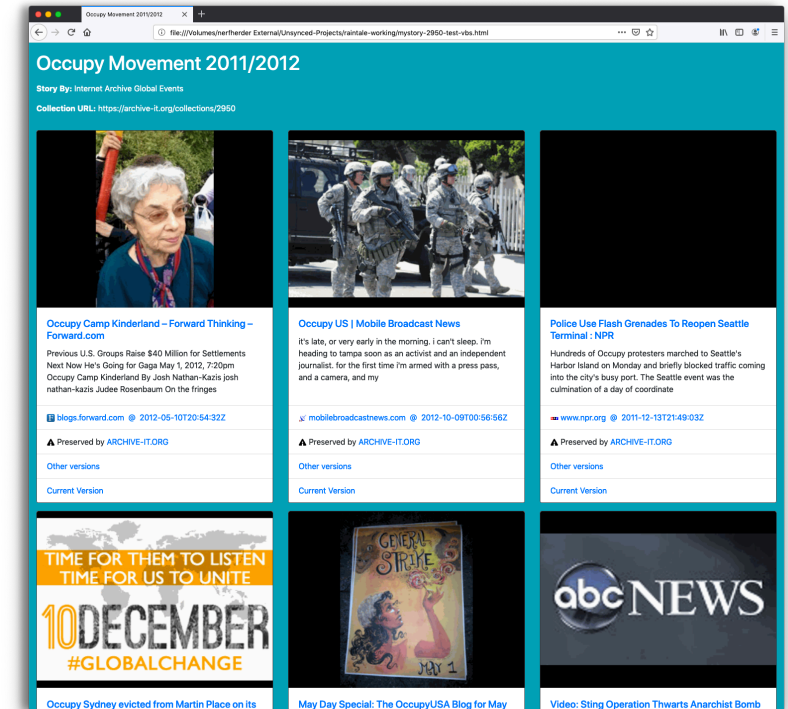 Occupy Movement 2011/2012
file:///Volumes/nerfherder External/Unsynced-Projects/raintale-working/mystory-2950-test-vbs.html
Occupy Movement 2011/2012
Story By: Internet Archive Global Events
Collection URL: https://archive-it.org/collections/2950
Occupy Camp Kinderland – Forward Thinking –
Forward.com
Previous U.S. Groups Raise $40 Million for Settlements
Next Now He's Going for Gaga May 1, 2012, 7:20pm
Occupy Camp Kinderland By Josh Nathan-Kazis josh
nathan-kazis Judee Rosenbaum On the fringes
blogs.forward.com @ 2012-05-10T20:54:32Z
Preserved by ARCHIVE-IT.ORG
Other versions
Current Version
Occupy US | Mobile Broadcast News
it's late, or very early in the morning. i can't sleep. i'm
heading to tampa soon as an activist and an independent
journalist. for the first time i'm armed with a press pass,
and a camera, and my
mobilebroadcastnews.com @ 2012-10-09T00:56:56Z
Preserved by ARCHIVE-IT.ORG
Other versions
Current Version
Police Use Flash Grenades To Reopen Seattle
Terminal : NPR
Hundreds of Occupy protesters marched to Seattle's
Harbor Island on Monday and briefly blocked traffic coming
into the city's busy port. The Seattle event was the
culmination of a day of coordinate
www.npr.org @ 2011-12-13T21:49:03Z
Preserved by ARCHIVE-IT.ORG
Other versions
Current Version
TIME FOR THEM TO LISTEN
TIME FOR US TO UNITE
10DECEMBER
#GLOBALCHANGE
Occupy Sydney evicted from Martin Place on its
GENERAL
STRIKE
MAY 1
May Day Special: The OccupyUSA Blog for May
abc NEWS
Video: Sting Operation Thwarts Anarchist Bomb